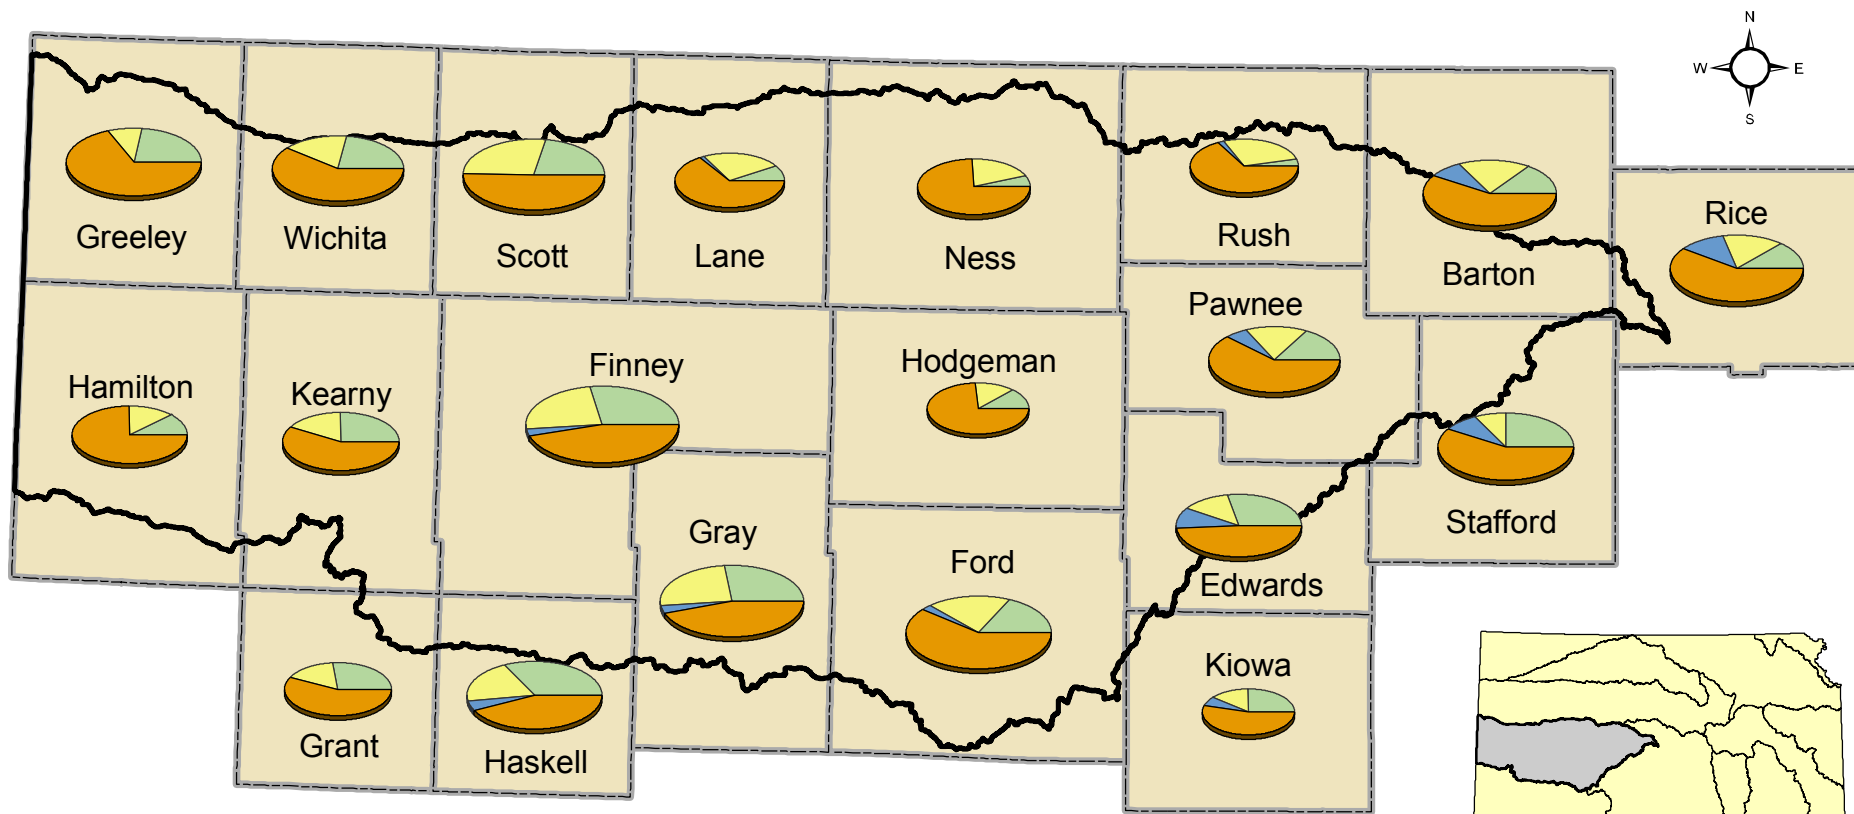 N
W E
S
Greeley
Wichita
Scott
Lane
Ness
Rush
Barton
Rice
Hamilton
Kearny
Finney
Hodgeman
Pawnee
Stafford
Gray
Ford
Edwards
Grant
Haskell
Kiowa